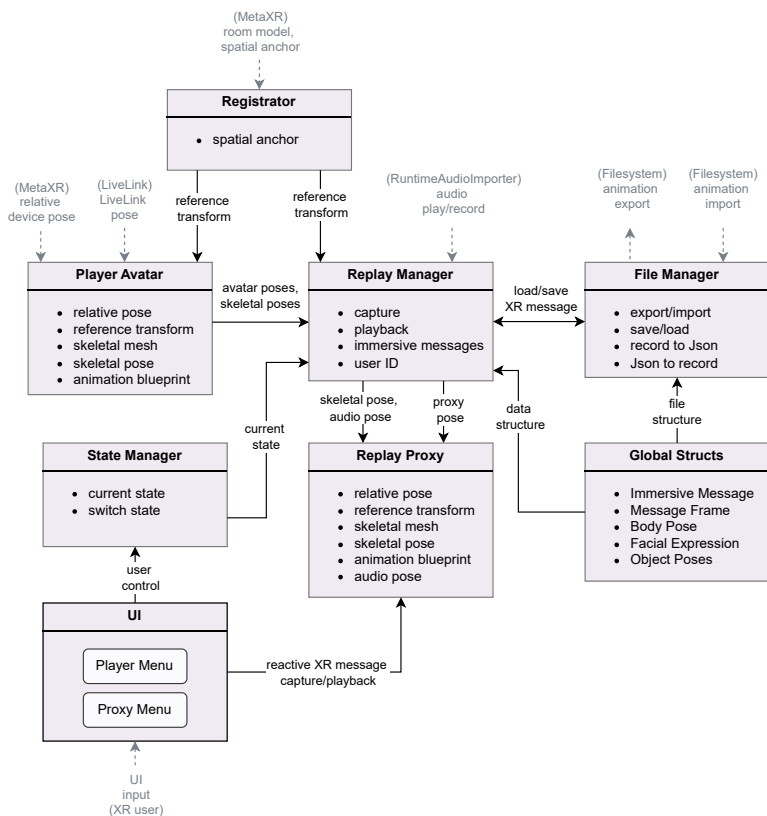 (MetaXR)
room model,
spatial anchor
Registrator
• spatial anchor
(MetaXR)
relative
device pose
(LiveLink)
LiveLink
pose
reference
transform
reference
transform
(RuntimeAudioImporter)
audio
play/record
(Filesystem)
animation
export
(Filesystem)
animation
import
Player Avatar
• relative pose
• reference transform
• skeletal mesh
• skeletal pose
• animation blueprint
avatar poses,
skeletal poses
Replay Manager
• capture
• playback
• immersive messages
• user ID
load/save
XR message
File Manager
• export/import
• save/load
• record to Json
• Json to record
current
state
skeletal pose,
audio pose
proxy
pose
data
structure
file
structure
State Manager
• current state
• switch state
Replay Proxy
• relative pose
• reference transform
• skeletal mesh
• skeletal pose
• animation blueprint
• audio pose
Global Structs
• Immersive Message
• Message Frame
• Body Pose
• Facial Expression
• Object Poses
user
control
UI
Player Menu
Proxy Menu
reactive XR message
capture/playback
UI
input
(XR user)